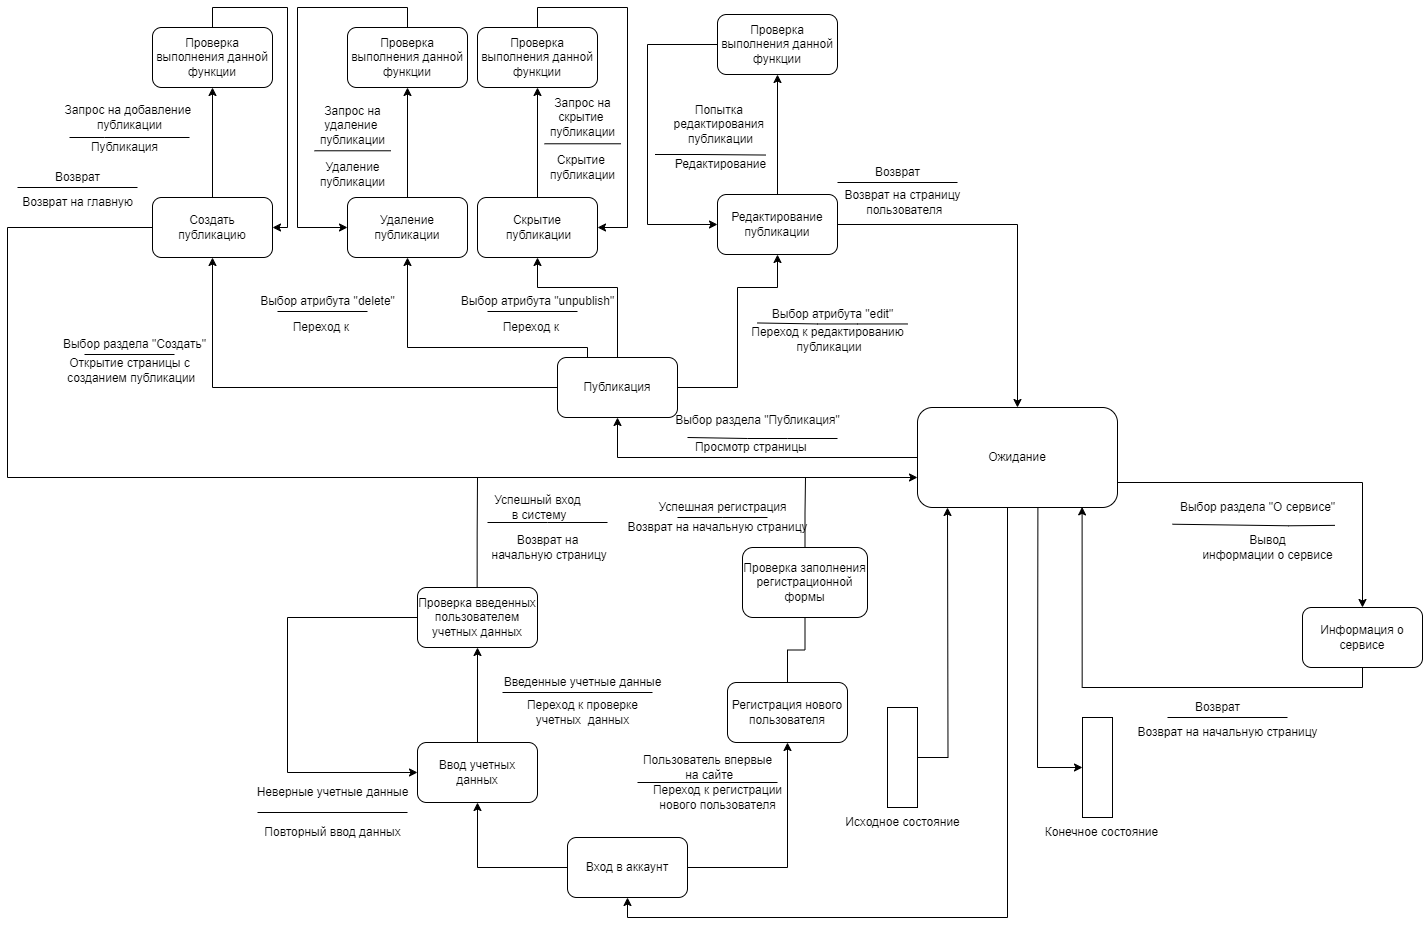 Проверка
выполнения данной
функции
Проверка
выполнения данной
функции
Проверка
выполнения данной
функции
Проверка
выполнения данной
функции
Запрос на добавление
публикации
Публикация
Запрос на
удаление
публикации
Удаление
публикации
Запрос на
скрытие
публикации
Скрытие
публикации
Попытка
редактирования
публикации
Редактирование
Возврат
Возврат на главную
Возврат
Возврат на страницу
пользователя
Создать
публикацию
Удаление
публикации
Скрытие
публикации
Редактирование
публикации
Выбор атрибута "delete"
Переход к
Выбор атрибута "unpublish"
Переход к
Выбор атрибута "edit"
Переход к редактированию
публикации
Выбор раздела "Создать"
Открытие страницы с
созданием публикации
Публикация
Выбор раздела "Публикация"
Просмотр страницы
Ожидание
Успешный вход
в систему
Возврат на
начальную страницу
Успешная регистрация
Возврат на начальную страницу
Выбор раздела "О сервисе"
Вывод
информации о сервисе
Проверка введенных
пользователем
учетных данных
Проверка заполнения
регистрационной
формы
Информация о
сервисе
Введенные учетные данные
Переход к проверке
учетных  данных
Регистрация нового
пользователя
Возврат
Возврат на начальную страницу
Ввод учетных
данных
Пользователь впервые
на сайте
Переход к регистрации
нового пользователя
Неверные учетные данные
Повторный ввод данных
Исходное состояние
Конечное состояние
Вход в аккаунт